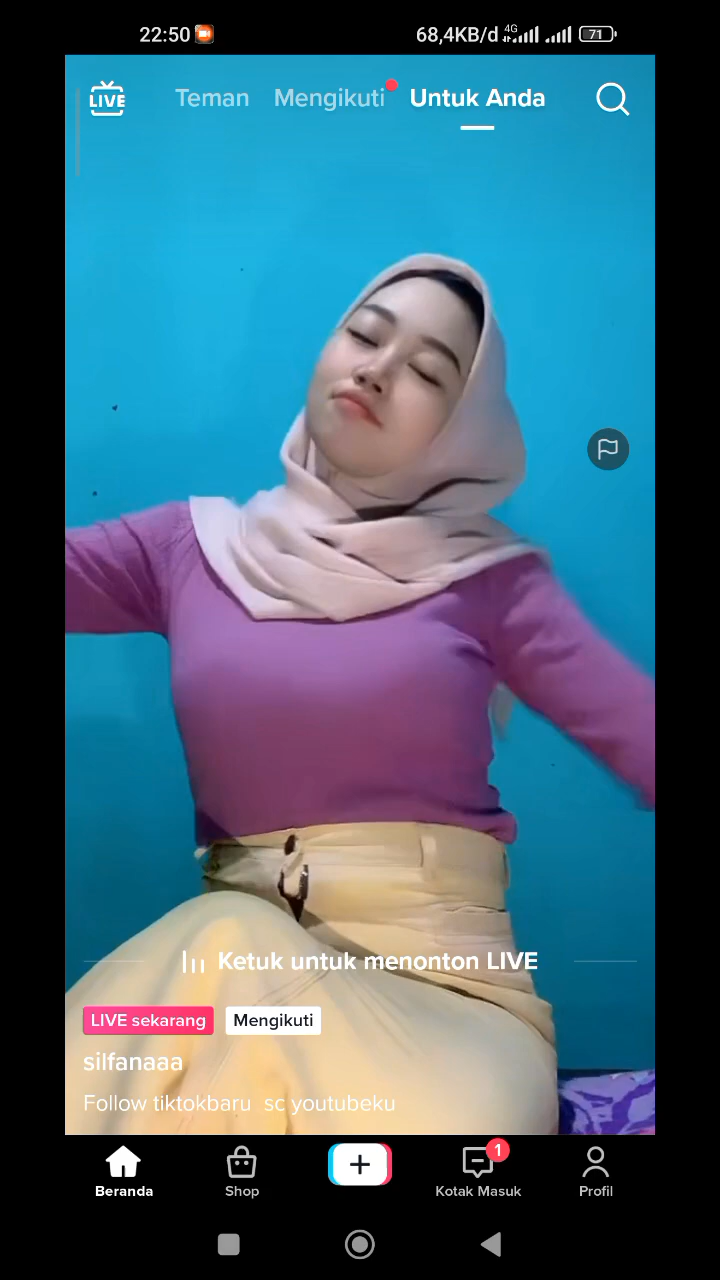 22:50 68,4KB/d 4G 71
LIVE Teman Mengikuti Untuk Anda
Ketuk untuk menonton LIVE
LIVE sekarang Mengikuti
silfanaaa
Follow tiktokbaru sc youtubeku
1
Beranda Shop Kotak Masuk Profil